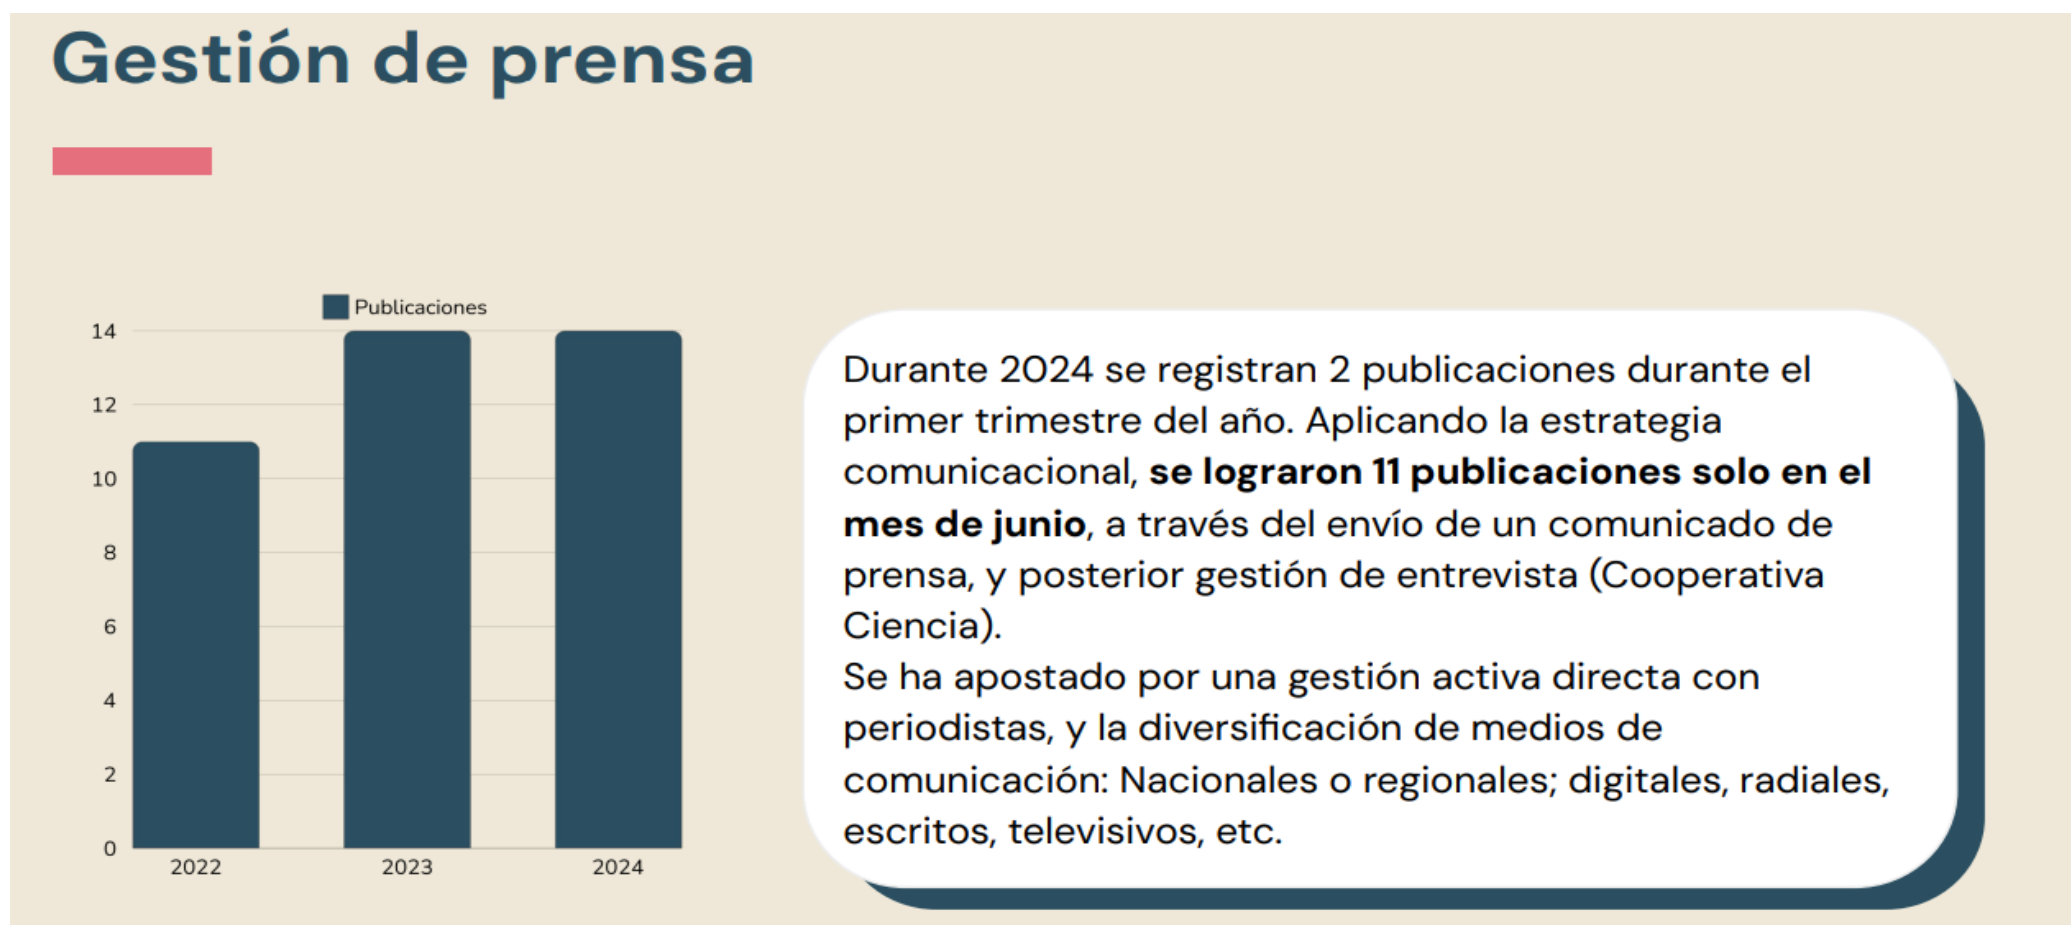 Gestión de prensa
Publicaciones
14
12
10
8
6
4
2
0
2022
2023
2024
Durante 2024 se registran 2 publicaciones durante el
primer trimestre del año. Aplicando la estrategia
comunicacional, se lograron 11 publicaciones solo en el
mes de junio, a través del envío de un comunicado de
prensa, y posterior gestión de entrevista (Cooperativa
Ciencia).
Se ha apostado por una gestión activa directa con
periodistas, y la diversificación de medios de
comunicación: Nacionales o regionales; digitales, radiales,
escritos, televisivos, etc.